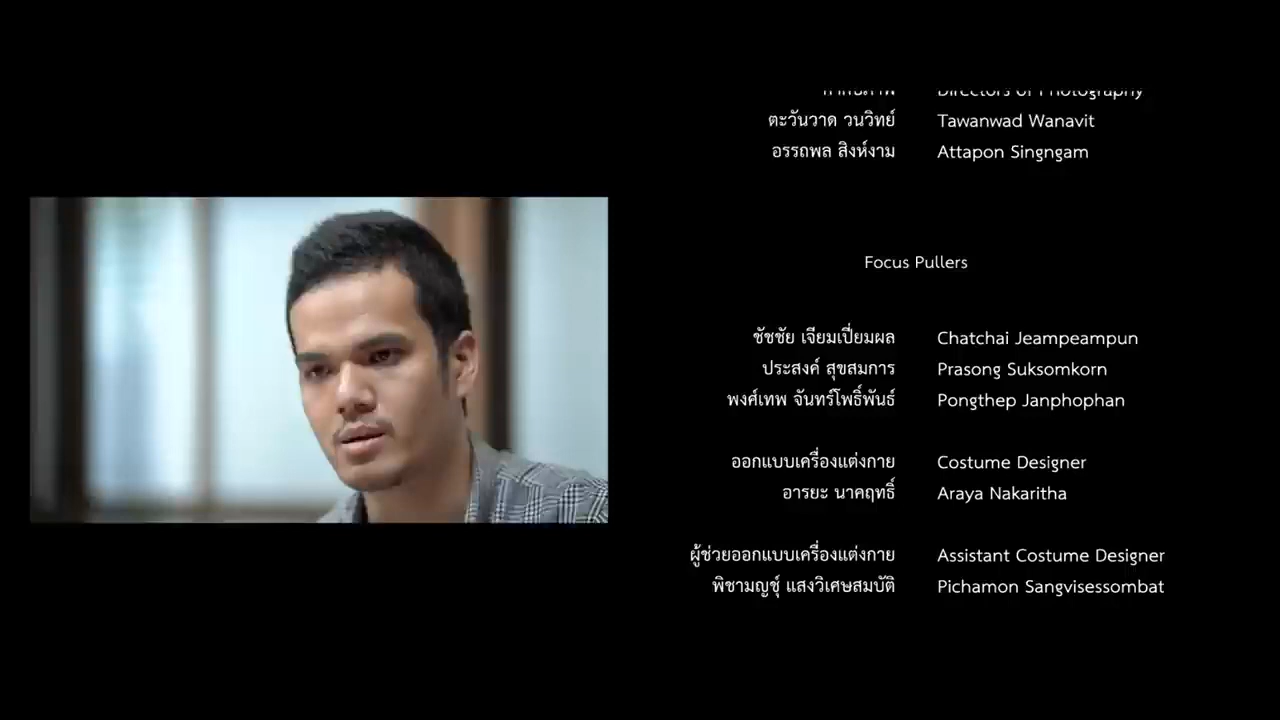 Directors of Photography
ตะวันวาด วนวิทย์ Tawanwad Wanavit
อรรถพล สิงห์งาม Attapon Singngam
Focus Pullers
ชัชชัย เจียมเปี่ยมผล Chatchai Jeampeampun
ประสงค์ สุขสมการ Prasong Suksomkorn
พงศ์เทพ จันทร์โพธิ์พันธ์ Pongthep Janphophan
ออกแบบเครื่องแต่งกาย Costume Designer
อารยะ นาคฤทธิ์ Araya Nakaritha
ผู้ช่วยออกแบบเครื่องแต่งกาย Assistant Costume Designer
พิชามญชุ์ แสงวิเศษสมบัติ Pichamon Sangvisessombat